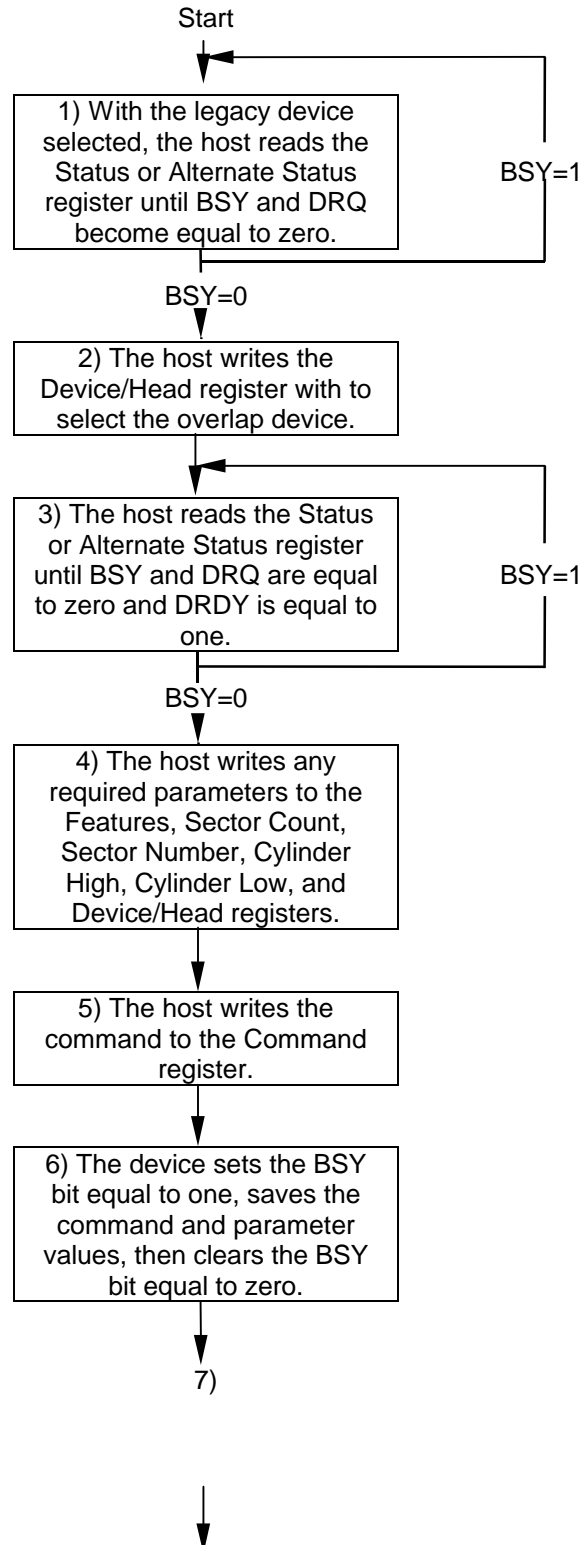 Start
1) With the legacy device
selected, the host reads the
Status or Alternate Status
register until BSY and DRQ
become equal to zero.
BSY=1
BSY=0
2) The host writes the
Device/Head register with to
select the overlap device.
3) The host reads the Status
or Alternate Status register
until BSY and DRQ are equal
to zero and DRDY is equal to
one.
BSY=1
BSY=0
4) The host writes any
required parameters to the
Features, Sector Count,
Sector Number, Cylinder
High, Cylinder Low, and
Device/Head registers.
5) The host writes the
command to the Command
register.
6) The device sets the BSY
bit equal to one, saves the
command and parameter
values, then clears the BSY
bit equal to zero.
7)